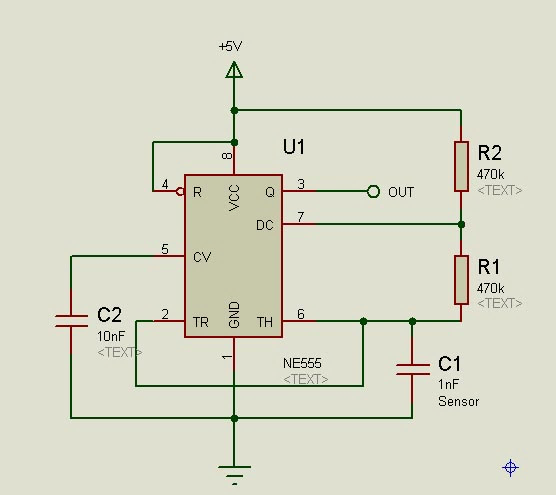 +5V
U1
R2
470k
<TEXT>
8
VCC
4
R
Q
3
OUT
DC
7
5
CV
R1
470k
<TEXT>
C2
10nF
<TEXT>
2
TR
GND
TH
6
1
NE555
<TEXT>
C1
1nF
Sensor